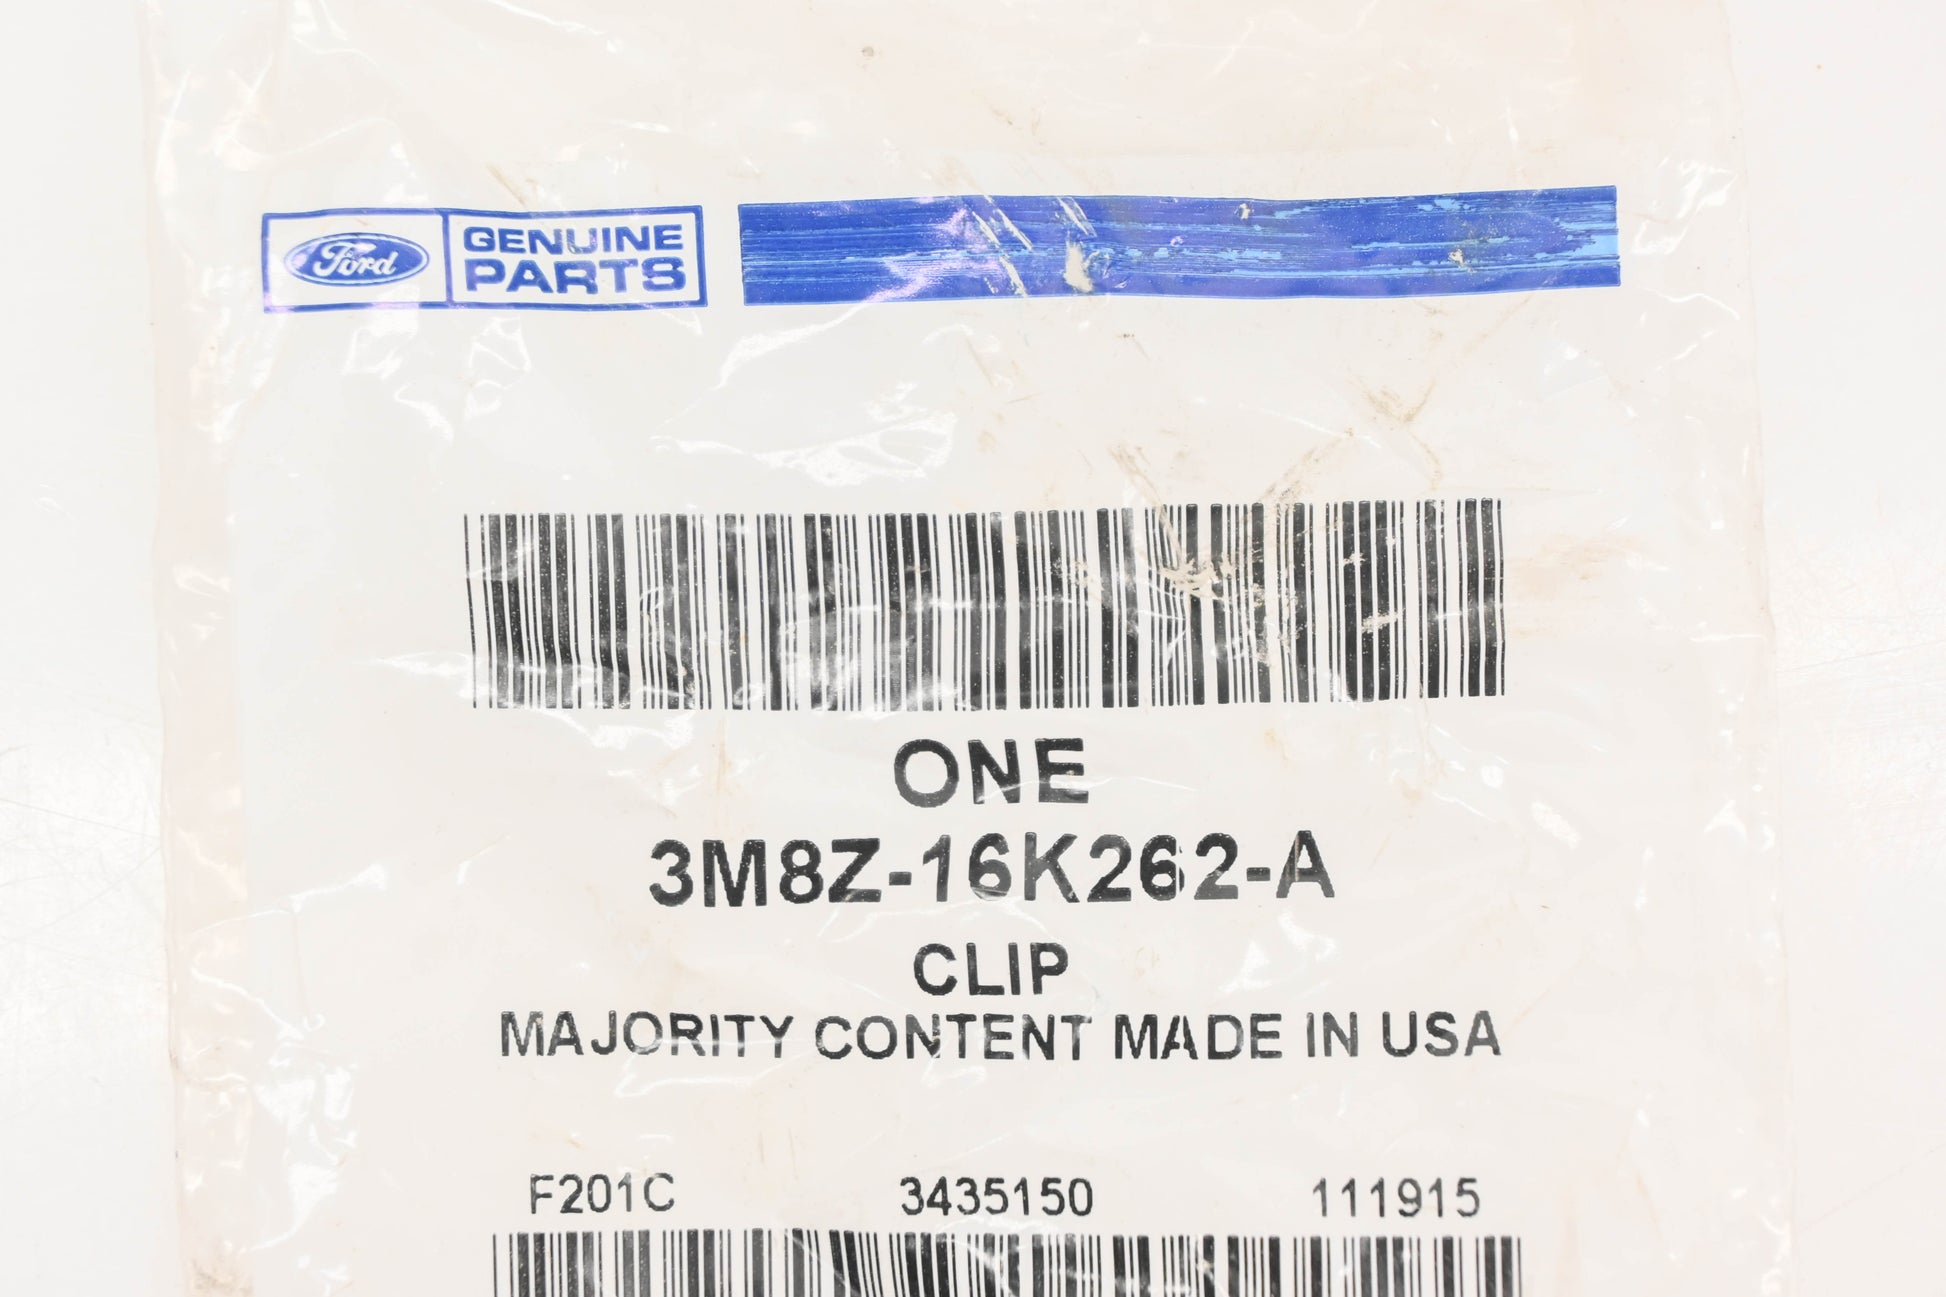 Ford GENUINE
PARTS
ONE
3M8Z-16K262-A
CLIP
MAJORITY CONTENT MADE IN USA
F201C 3435150 111915